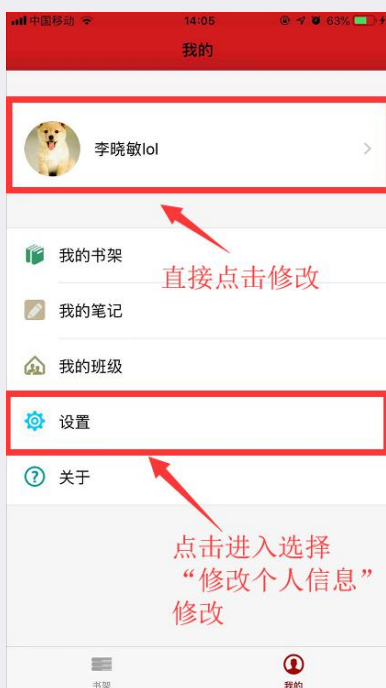 中国移动 14:05 63%
我的
李晓敏lol
直接点击修改
我的书架
我的笔记
我的班级
设置
关于
点击进入选择
“修改个人信息”
修改
书架 我的